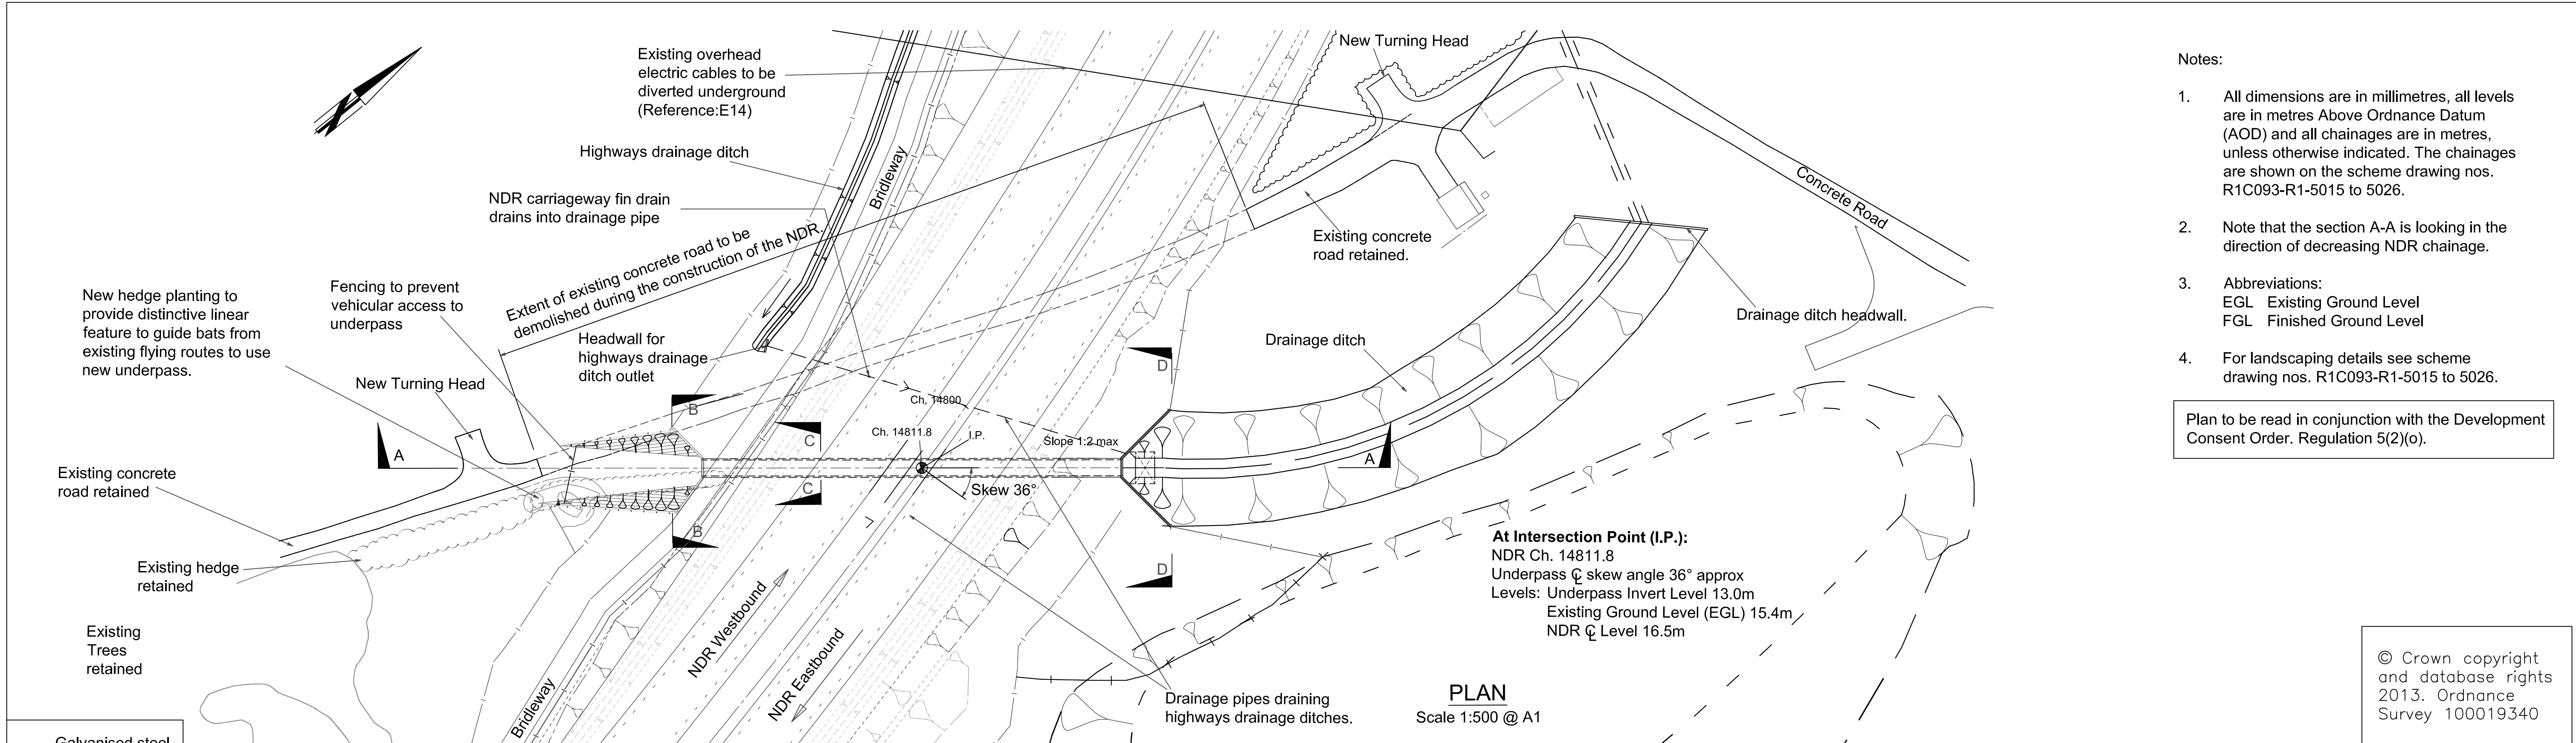 Existing overhead
electric cables to be
diverted underground
(Reference:E14)
Highways drainage ditch
NDR carriageway fin drain
drains into drainage pipe
Extent of existing concrete road to be
demolished during the construction of the NDR.
Bridleway
New Turning Head
Concrete Road
Existing concrete
road retained.
Drainage ditch headwall.
Drainage ditch
New hedge planting to
provide distinctive linear
feature to guide bats from
existing flying routes to use
new underpass.
Fencing to prevent
vehicular access to
underpass
Headwall for
highways drainage
ditch outlet
New Turning Head
A
B
C
D
Ch. 14800
Ch. 14811.8
I.P.
Slope 1:2 max
A
Skew 36°
C
B
D
Existing concrete
road retained
Existing hedge
retained
Existing
Trees
retained
Bridleway
NDR Westbound
NDR Eastbound
Drainage pipes draining
highways drainage ditches.
At Intersection Point (I.P.):
NDR Ch. 14811.8
Underpass ℄ skew angle 36° approx
Levels: Underpass Invert Level 13.0m
Existing Ground Level (EGL) 15.4m
NDR ℄ Level 16.5m
PLAN
Scale 1:500 @ A1
Notes:
1. All dimensions are in millimetres, all levels
are in metres Above Ordnance Datum
(AOD) and all chainages are in metres,
unless otherwise indicated. The chainages
are shown on the scheme drawing nos.
R1C093-R1-5015 to 5026.
2. Note that the section A-A is looking in the
direction of decreasing NDR chainage.
3. Abbreviations:
EGL Existing Ground Level
FGL Finished Ground Level
4. For landscaping details see scheme
drawing nos. R1C093-R1-5015 to 5026.
Plan to be read in conjunction with the Development
Consent Order. Regulation 5(2)(o).
© Crown copyright
and database rights
2013. Ordnance
Survey 100019340
Galvanised steel